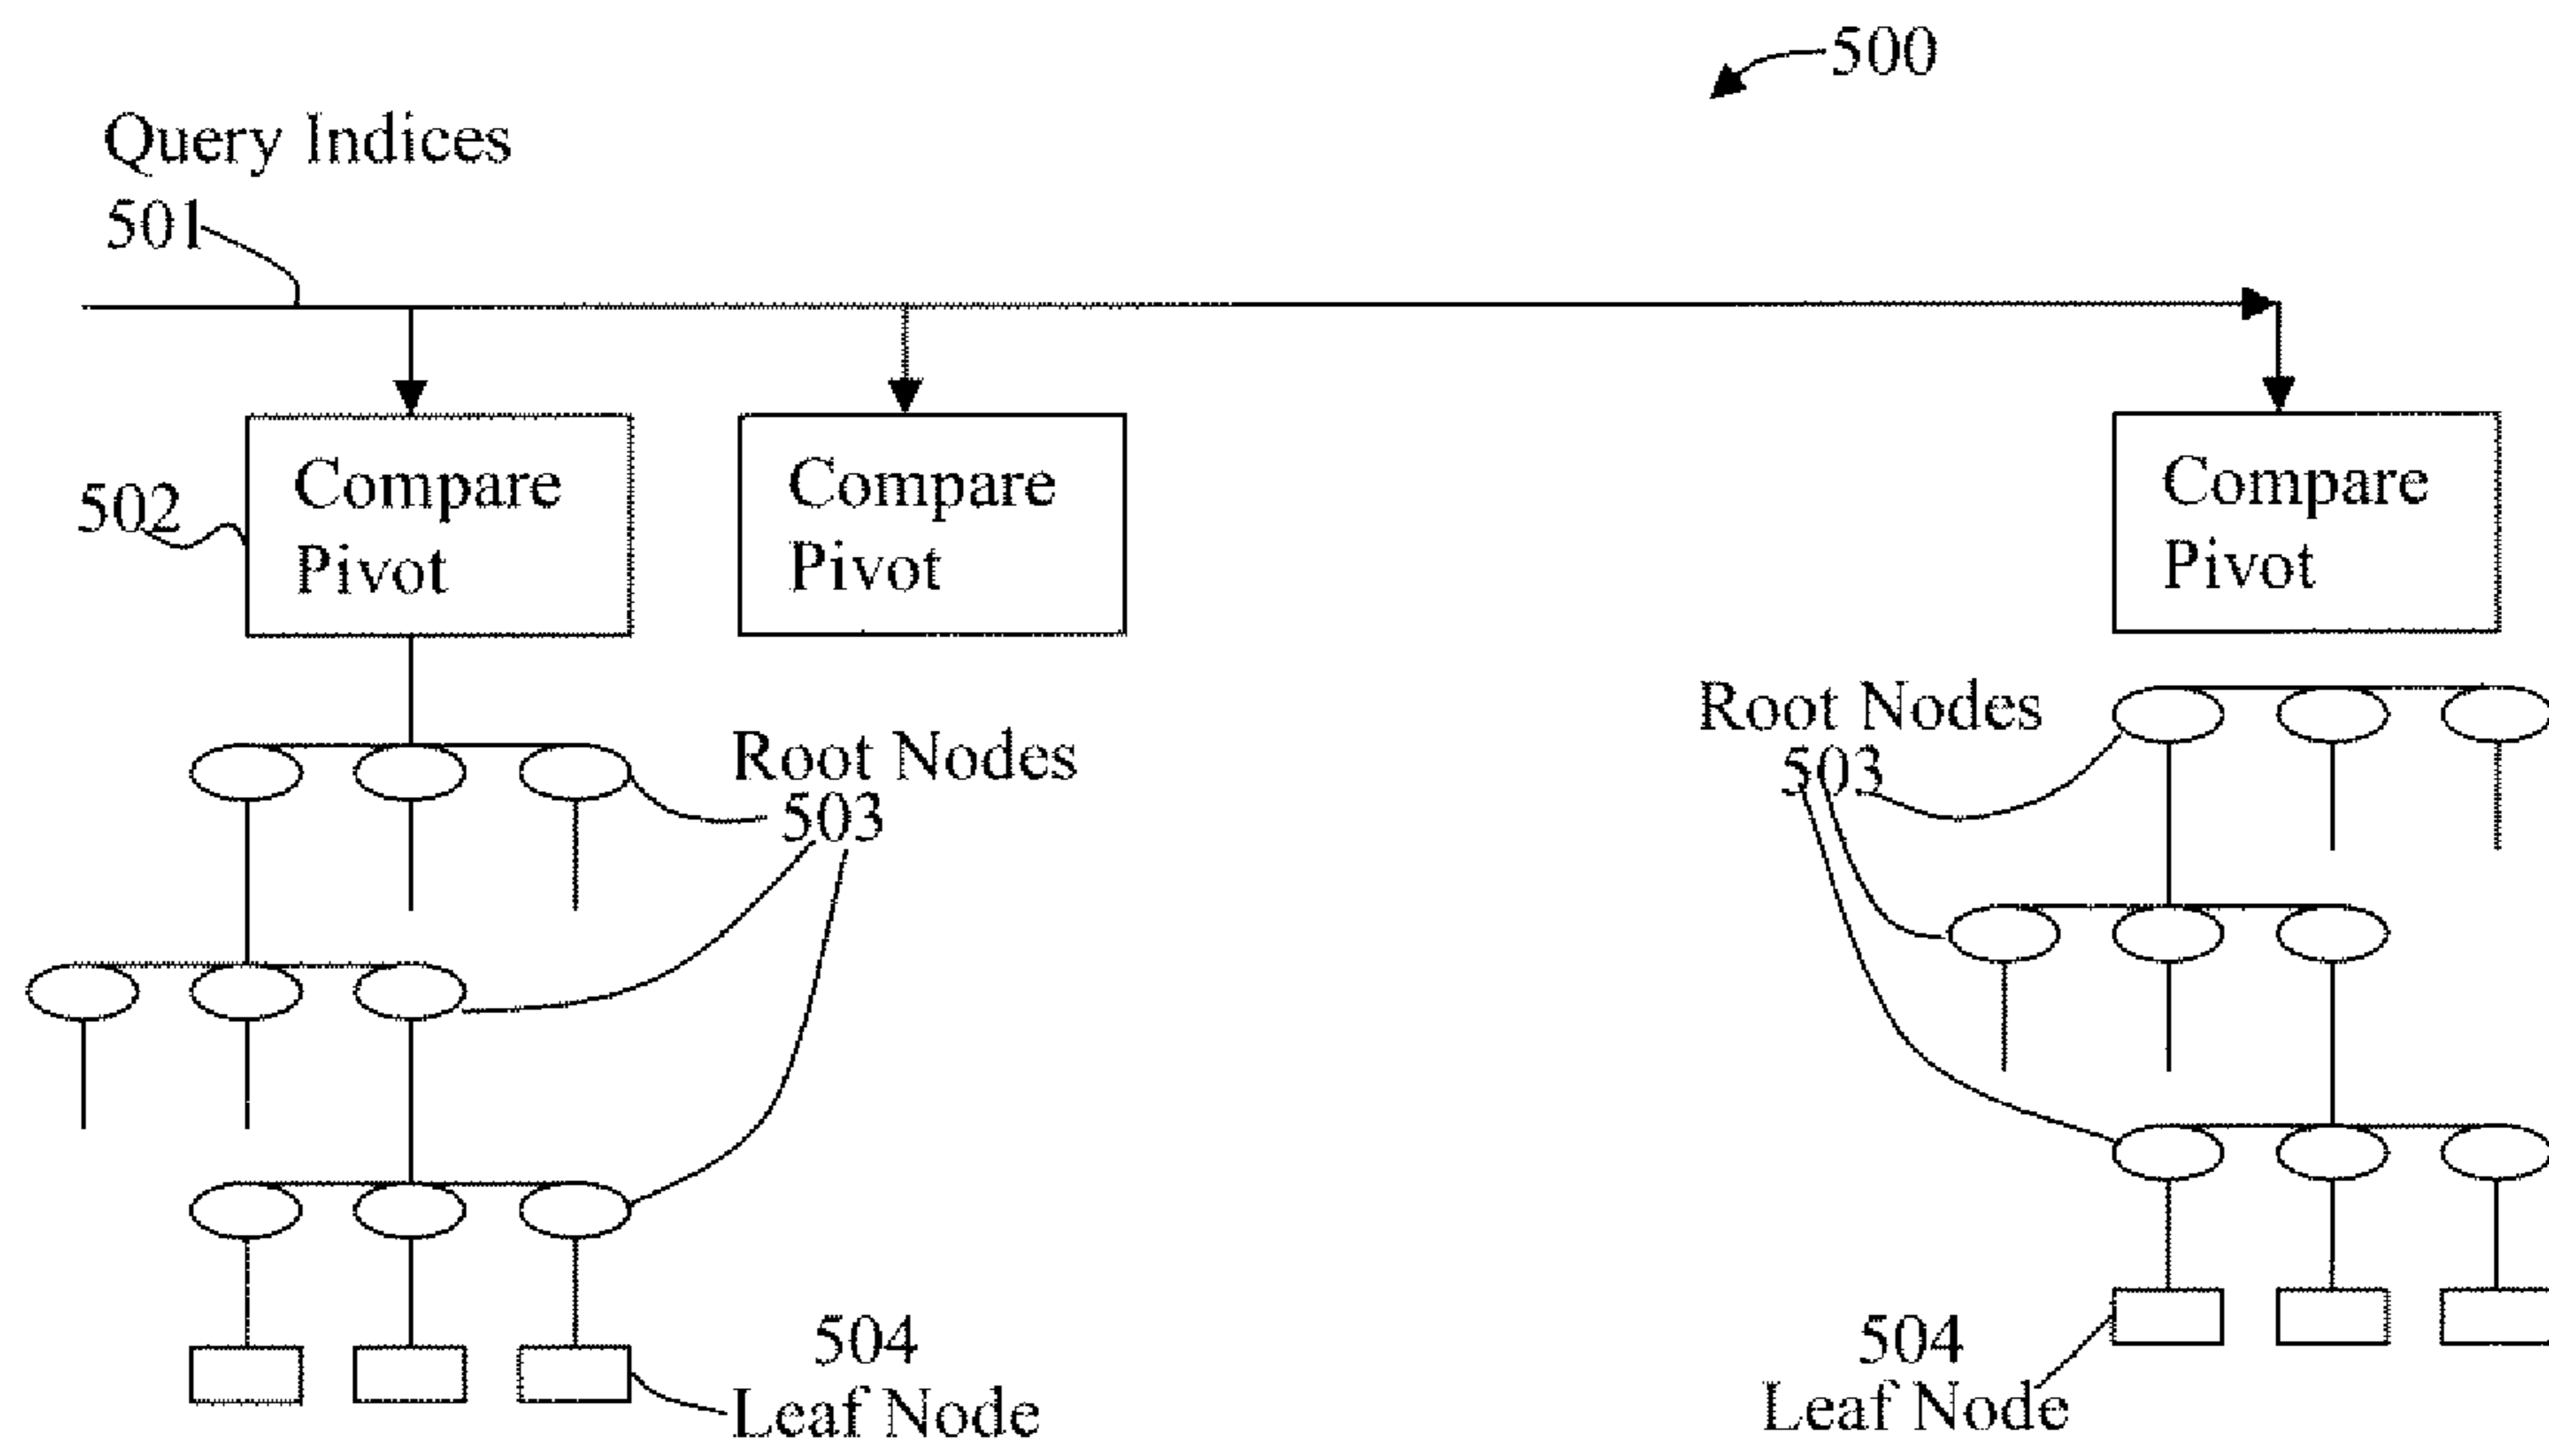 500
Query Indices
501
502
Compare
Pivot
Compare
Pivot
Compare
Pivot
Root Nodes
503
Root Nodes
503
504
Leaf Node
504
Leaf Node